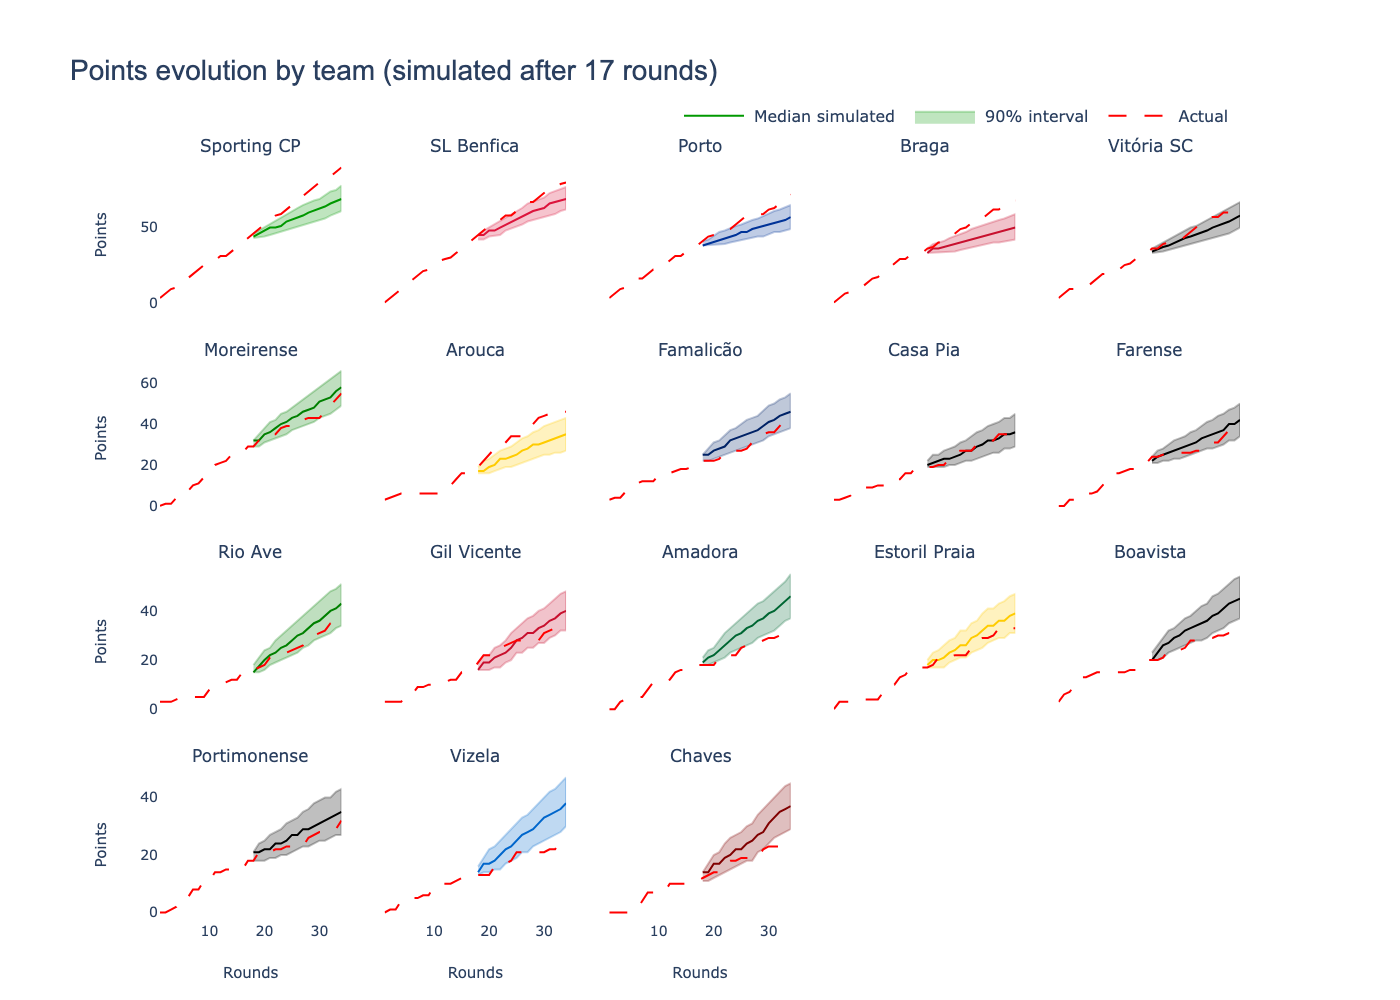 Points evolution by team (simulated after 17 rounds)
Median simulated 90% interval Actual
Sporting CP SL Benfica Porto Braga Vitória SC
Points
50
0
Moreirense Arouca Famalicão Casa Pia Farense
Points
60
40
20
0
Rio Ave Gil Vicente Amadora Estoril Praia Boavista
Points
40
20
0
Portimonense Vizela Chaves
Points
40
20
0
10 20 30 10 20 30 10 20 30
Rounds Rounds Rounds